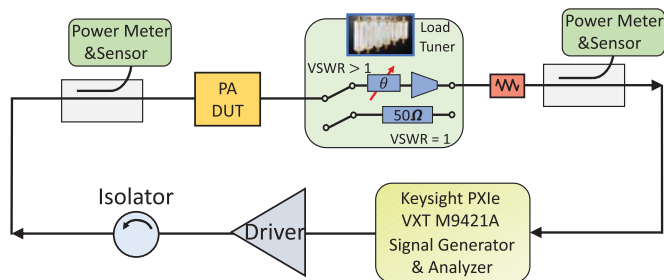 Power Meter
&Sensor
PA
DUT
Load
Tuner
VSWR > 1
θ
50Ω
VSWR = 1
Power Meter
&Sensor
Isolator
Driver
Keysight PXIe
VXT M9421A
Signal Generator
& Analyzer